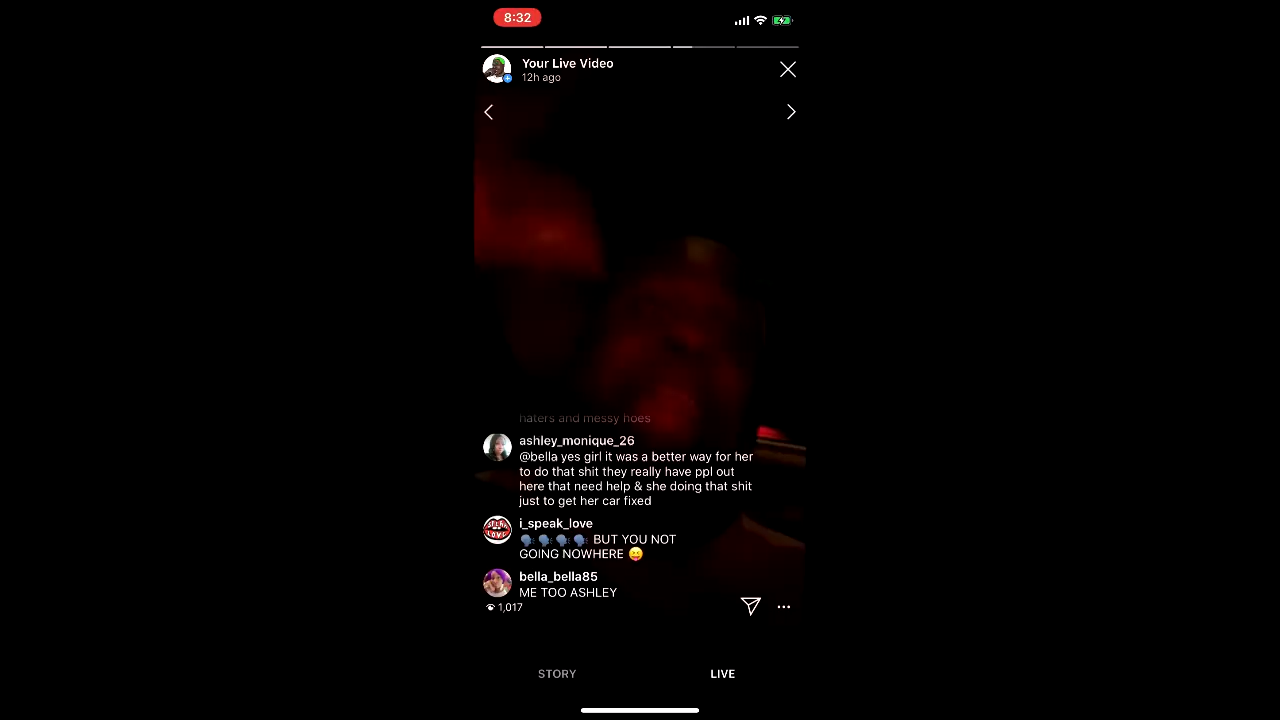 8:32
Your Live Video
12h ago
haters and messy hoes
ashley_monique_26
@bella yes girl it was a better way for her
to do that shit they really have ppl out
here that need help & she doing that shit
just to get her car fixed
i_speak_love
🗣🗣🗣🗣 BUT YOU NOT
GOING NOWHERE 😝
bella_bella85
ME TOO ASHLEY
1,017
STORY LIVE